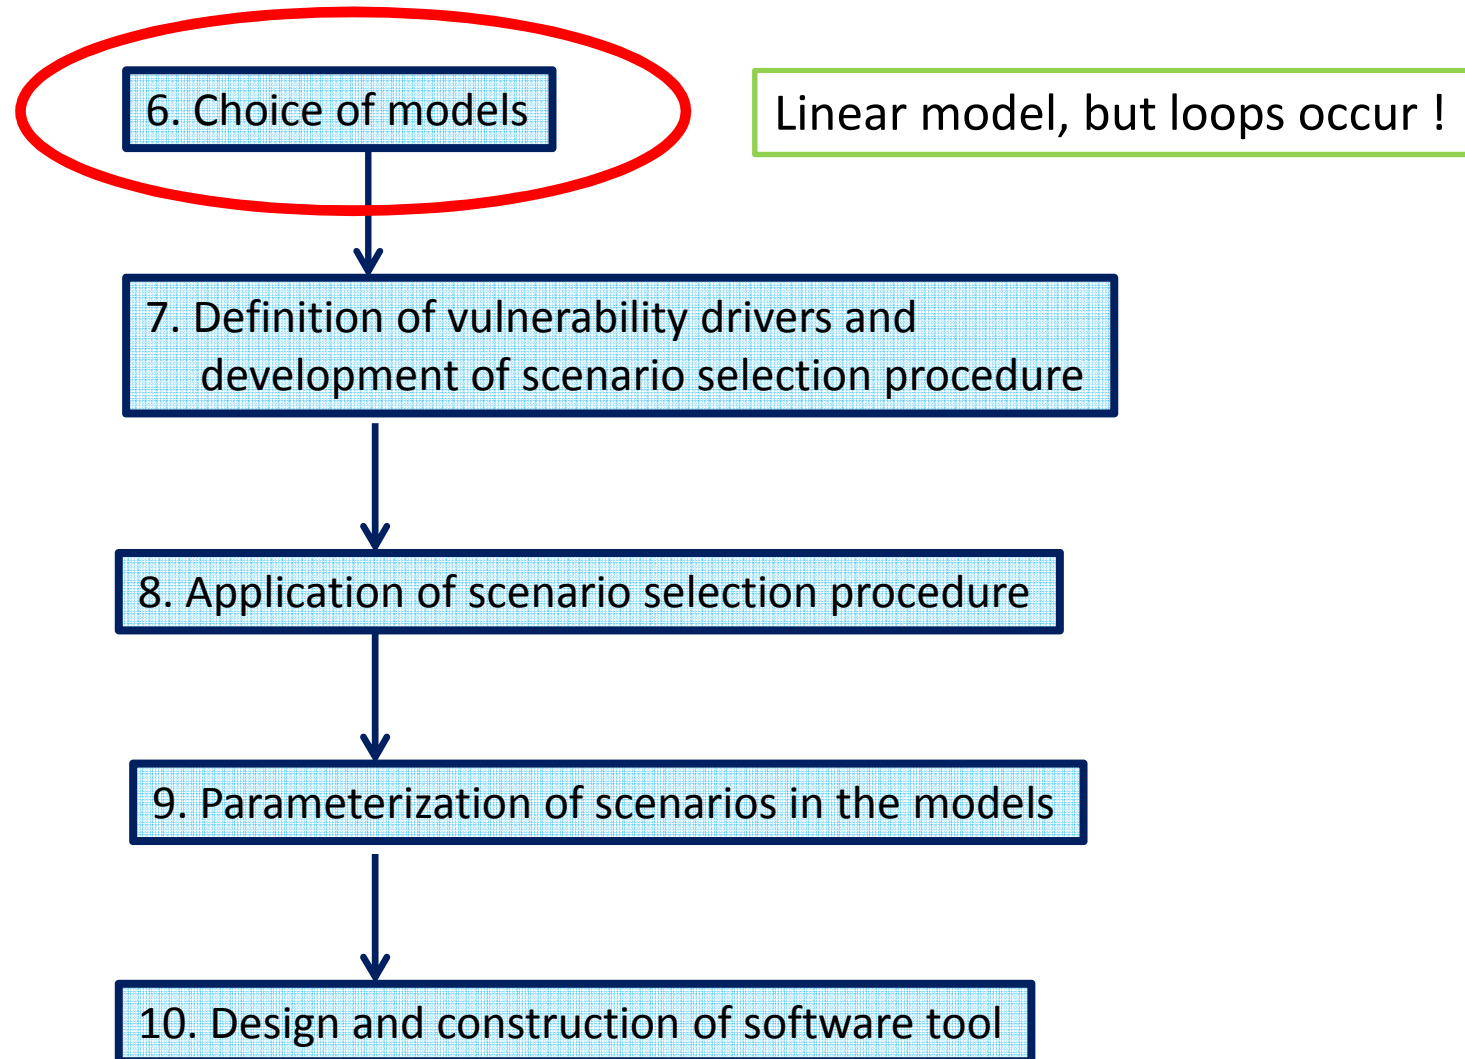 6. Choice of models
Linear model, but loops occur !
7. Definition of vulnerability drivers and
development of scenario selection procedure
8. Application of scenario selection procedure
9. Parameterization of scenarios in the models
10. Design and construction of software tool